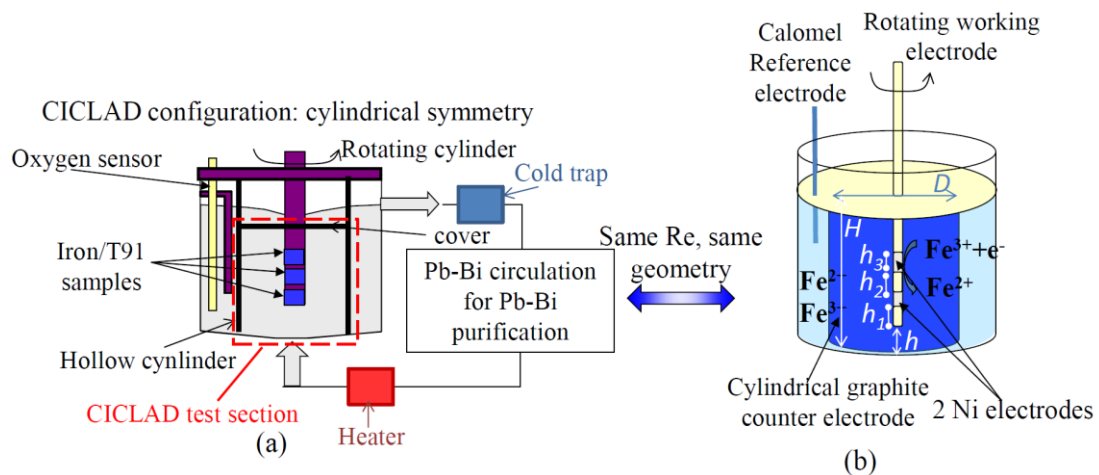 CICLAD configuration: cylindrical symmetry
Oxygen sensor
Rotating cylinder
Cold trap
Iron/T91
samples
cover
Pb-Bi circulation
for Pb-Bi
purification
Hollow cynlinder
CICLAD test section
Heater
(a)
Same Re, same
geometry
Calomel
Reference
electrode
Rotating working
electrode
D
H
h3
h2
h1
h
Fe3++e-
Fe2+
Fe2-
Fe3-
Cylindrical graphite
counter electrode
2 Ni electrodes
(b)